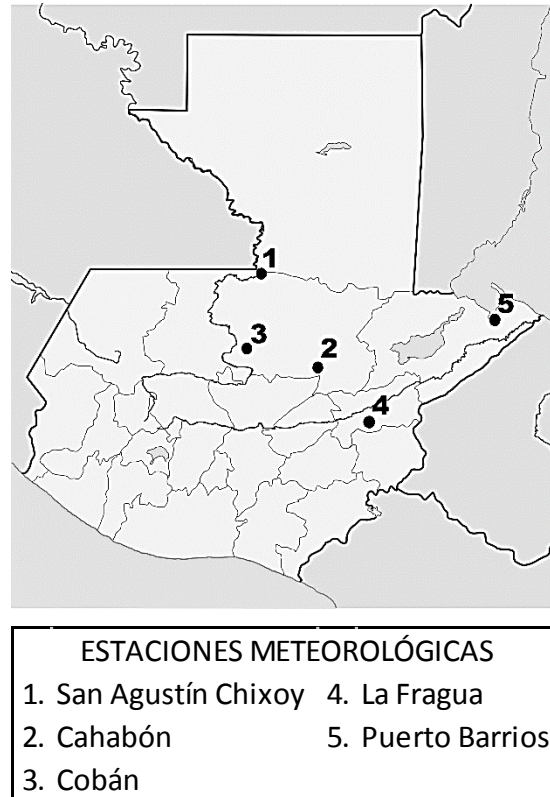 1
5
3
2
4
ESTACIONES METEOROLÓGICAS
1. San Agustín Chixoy 4. La Fragua
2. Cahabón 5. Puerto Barrios
3. Cobán